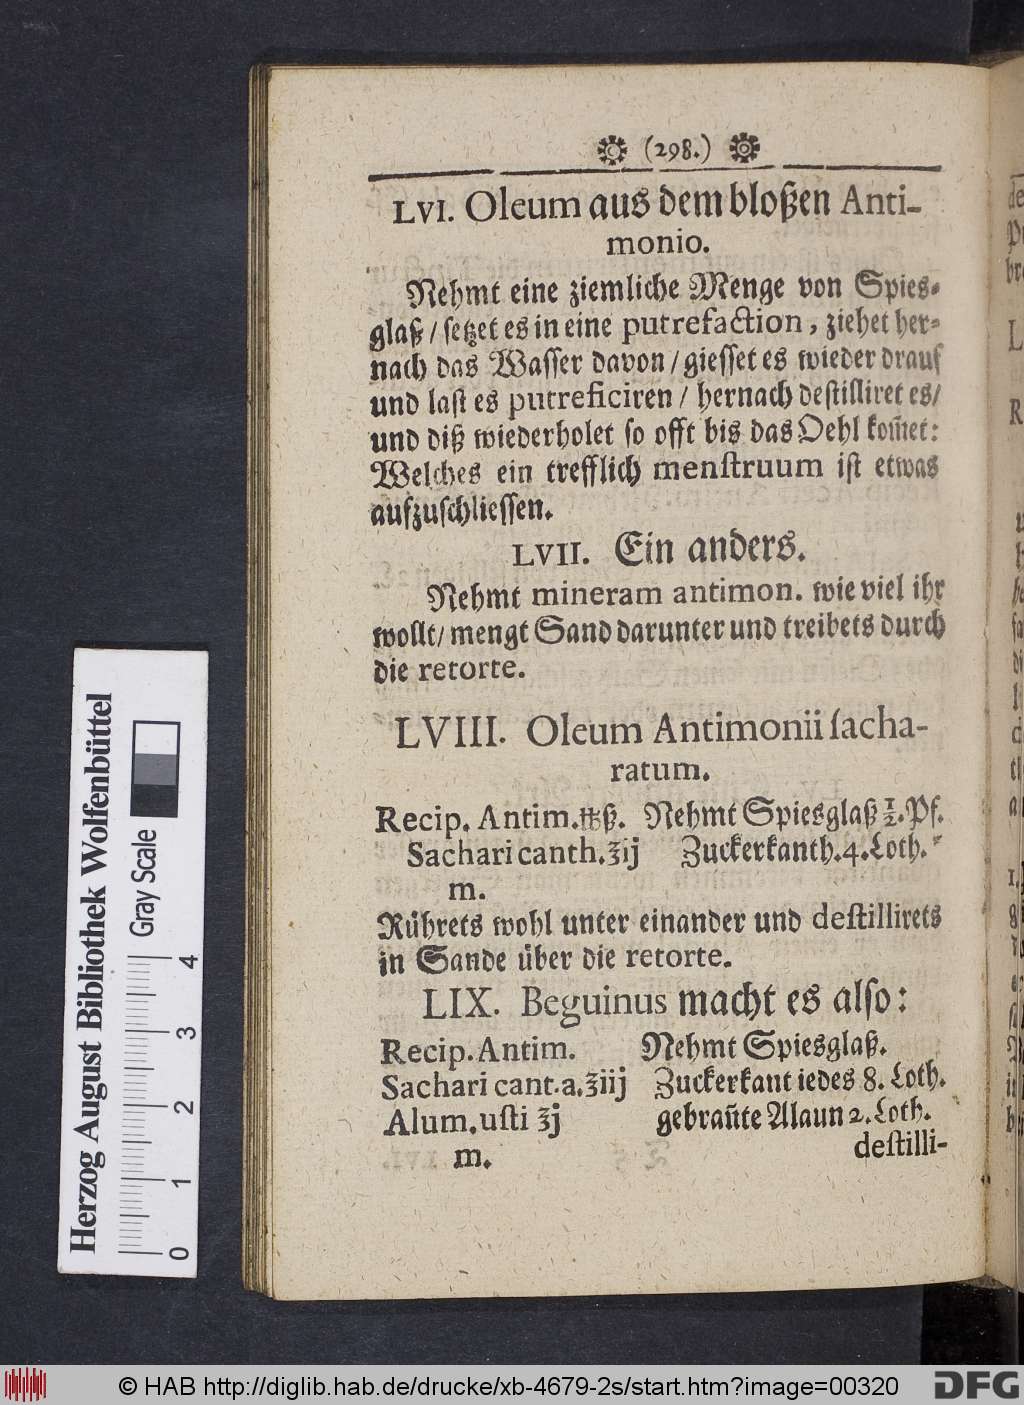 (298.)
LVI. Oleum aus dem bloßen Anti-
monio.
Nehmt eine ziemliche Menge von Spies-
glaß / setzet es in eine putrefaction, ziehet her-
nach das Wasser davon / giesset es wieder drauf
und last es putreficiren / hernach destilliret es/
und diß wiederholet so offt bis das Oehl kom̃et:
Welches ein trefflich menstruum ist etwas
aufzuschliessen.
LVII. Ein anders.
Nehmt mineram antimon. wie viel ihr
wollt/ mengt Sand darunter und treibets durch
die retorte.
LVIII. Oleum Antimonii ſacha-
ratum.
Recip. Antim. ℔ß. Nehmt Spiesglaß ½. Pf.
Sachari canth. ℥ij Zuckerkanth. 4. Loth.
m.
Rührets wohl unter einander und destillirets
in Sande über die retorte.
LIX. Beguinus macht es also:
Recip. Antim. Nehmt Spiesglaß.
Sachari cant. a. ℥iij Zuckerkant iedes 8. Loth.
Alum. usti ℥j gebrañte Alaun 2. Loth.
m.
destilli-
Herzog August Bibliothek Wolfenbüttel
Gray Scale
0 1 2 3 4
© HAB http://diglib.hab.de/drucke/xb-4679-2s/start.htm?image=00320
DFG